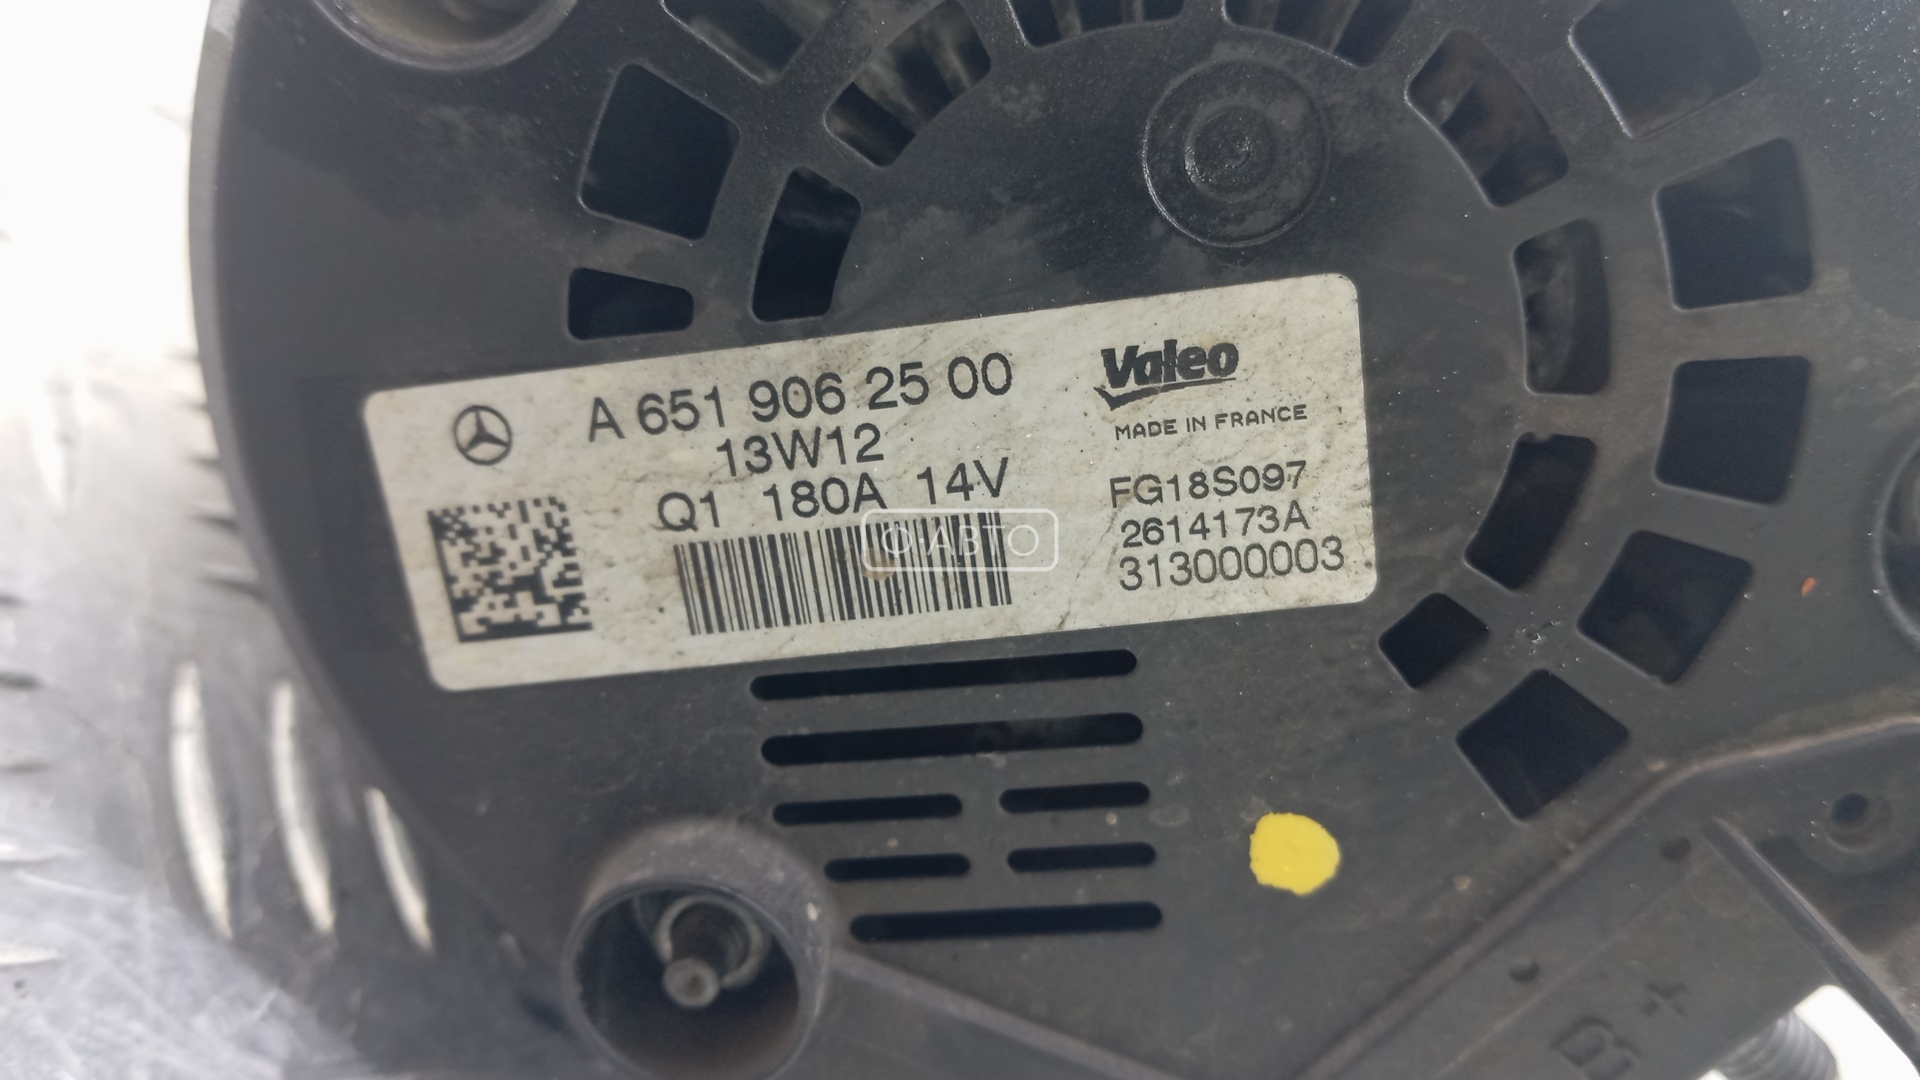 A 651 906 25 00
13W12
Q1 180A 14V
Valeo
MADE IN FRANCE
FG18S097
2614173A
313000003
О·АВТО
B+